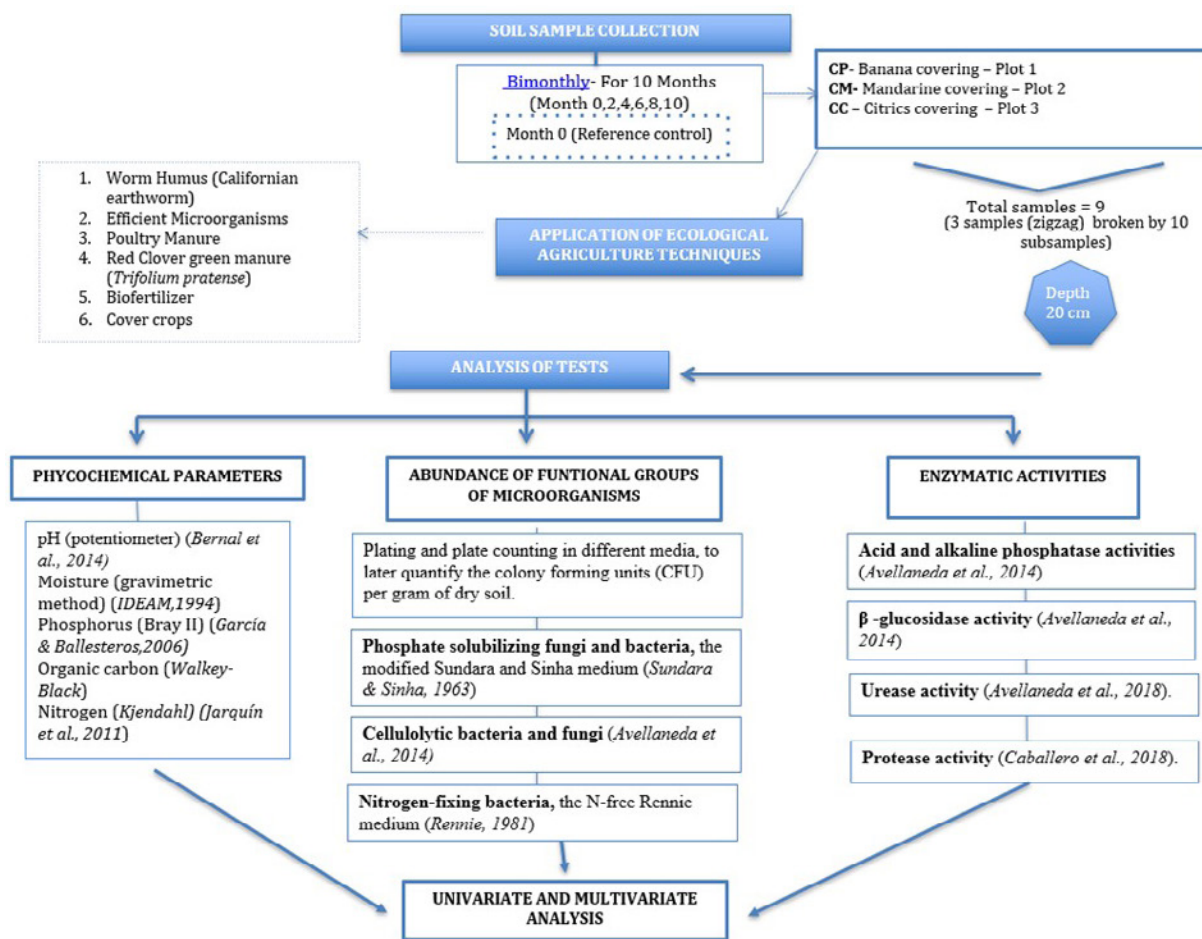 SOIL SAMPLE COLLECTION
Bimonthly- For 10 Months
(Month 0,2,4,6,8,10)
Month 0 (Reference control)
CP- Banana covering – Plot 1
CM- Mandarine covering – Plot 2
CC – Citrics covering – Plot 3
Total samples = 9
(3 samples (zigzag) broken by 10
subsamples)
Depth
20 cm
APPLICATION OF ECOLOGICAL
AGRICULTURE TECHNIQUES
1. Worm Humus (Californian
earthworm)
2. Efficient Microorganisms
3. Poultry Manure
4. Red Clover green manure
(Trifolium pratense)
5. Biofertilizer
6. Cover crops
ANALYSIS OF TESTS
PHYCOCHEMICAL PARAMETERS
pH (potentiometer) (Bernal et
al., 2014)
Moisture (gravimetric
method) (IDEAM,1994)
Phosphorus (Bray II) (García
& Ballesteros,2006)
Organic carbon (Walkey-
Black)
Nitrogen (Kjendahl) (Jarquín
et al., 2011)
ABUNDANCE OF FUNTIONAL GROUPS
OF MICROORGANISMS
Plating and plate counting in different media, to
later quantify the colony forming units (CFU)
per gram of dry soil.
Phosphate solubilizing fungi and bacteria, the
modified Sundara and Sinha medium (Sundara
& Sinha, 1963)
Cellulolytic bacteria and fungi (Avellaneda et
al., 2014)
Nitrogen-fixing bacteria, the N-free Rennie
medium (Rennie, 1981)
ENZYMATIC ACTIVITIES
Acid and alkaline phosphatase activities
(Avellaneda et al., 2014)
β -glucosidase activity (Avellaneda et al.,
2014)
Urease activity (Avellaneda et al., 2018).
Protease activity (Caballero et al., 2018).
UNIVARIATE AND MULTIVARIATE
ANALYSIS